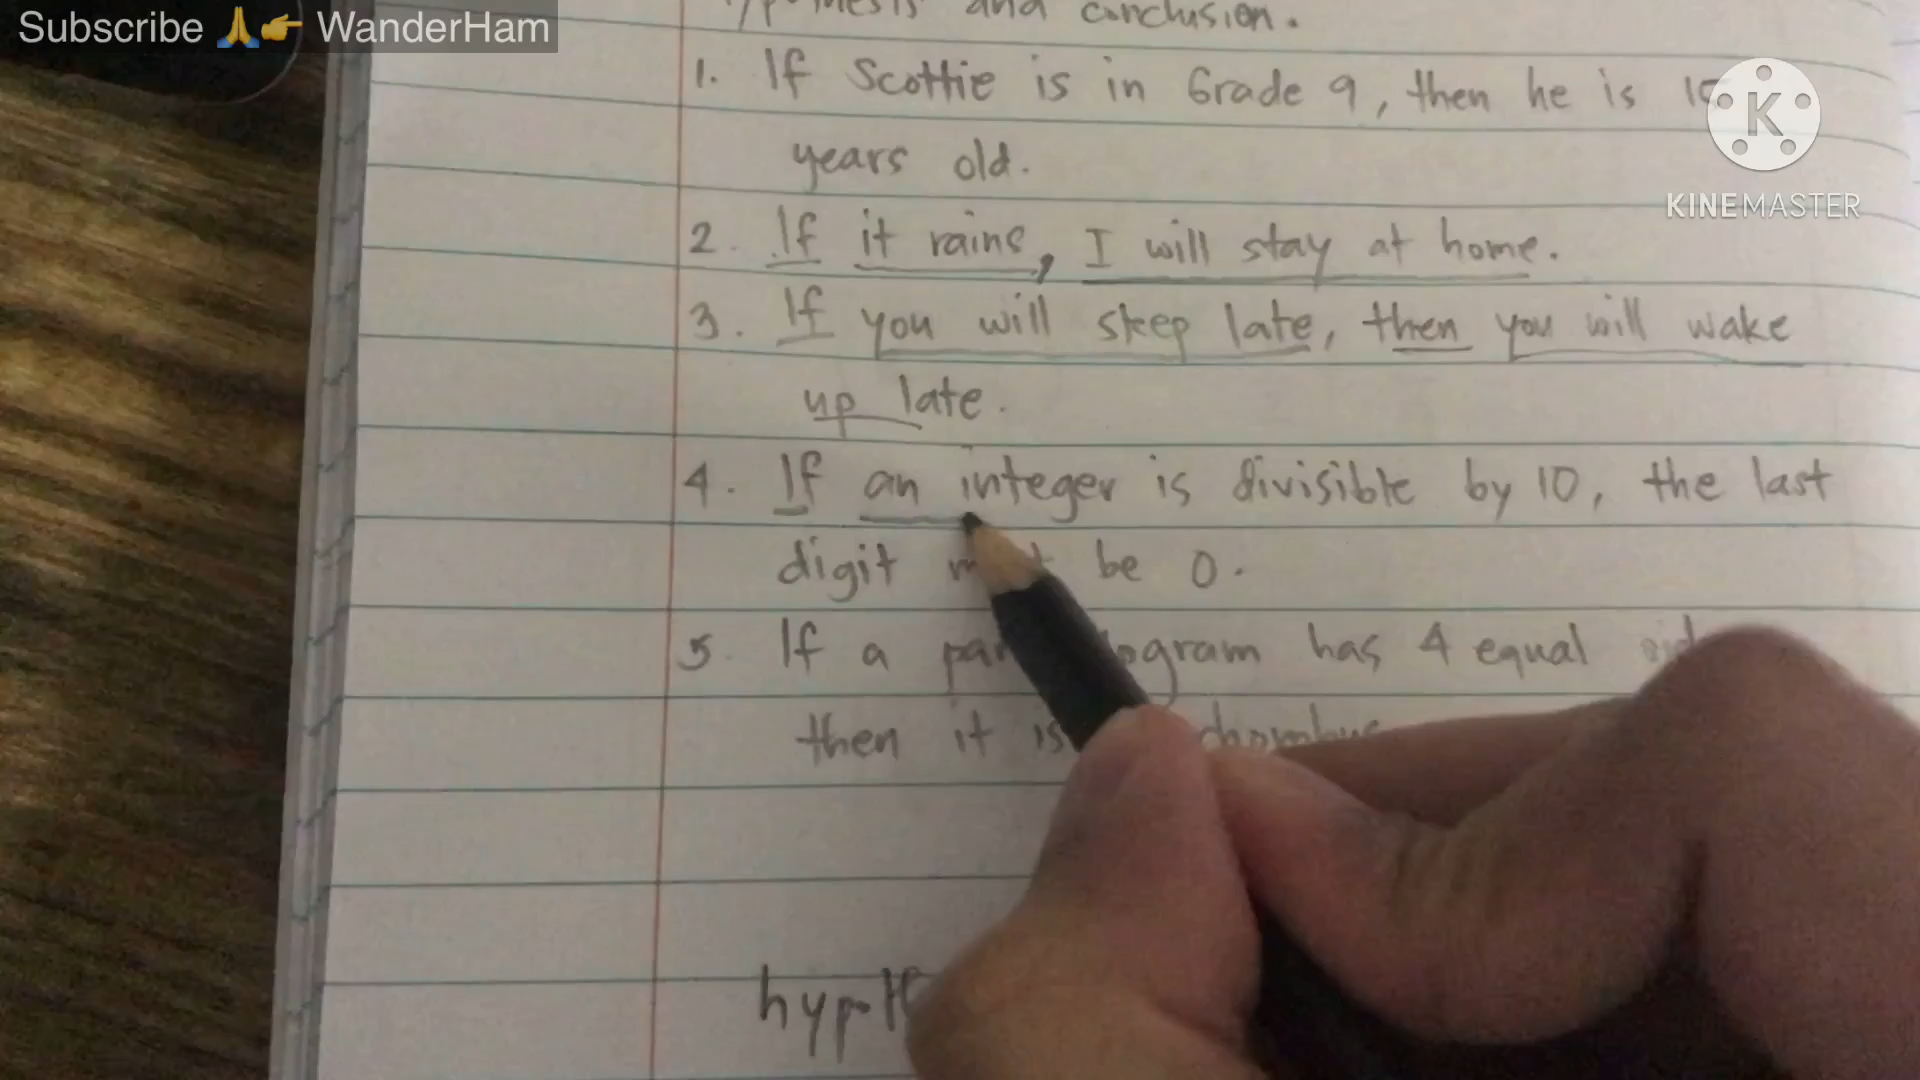 Subscribe 🙏👉 WanderHam
and conclusion.
1. If Scottie is in Grade 9, then he is
years old.
2. If it rains, I will stay at home.
3. If you will sleep late, then you will wake
up late.
4. If an integer is divisible by 10, the last
digit be 0.
5. If a has 4 equal
then it is
K
KINEMASTER